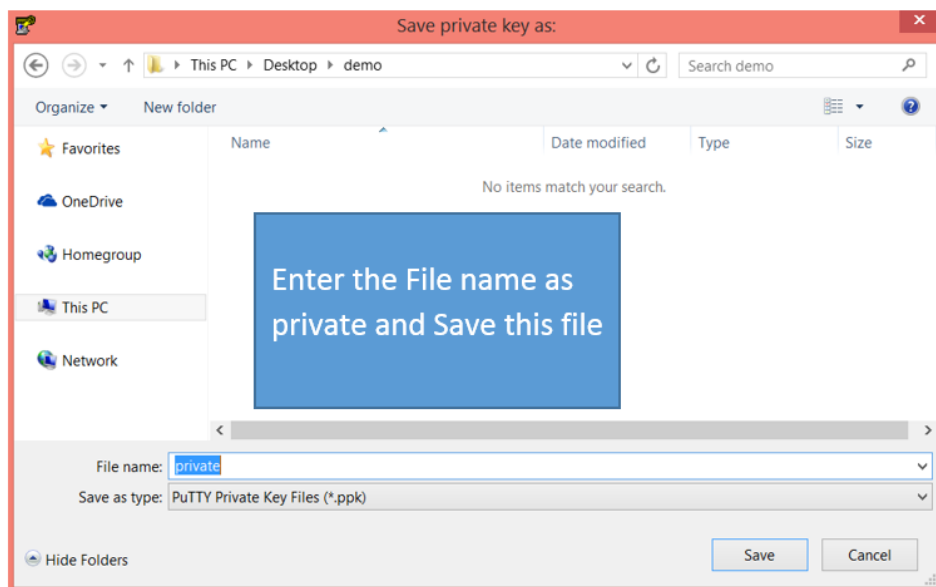 Save private key as:
This PC Desktop demo
Search demo
Organize New folder
Name Date modified Type Size
Favorites
No items match your search.
OneDrive
Homegroup
This PC
Network
Enter the File name as
private and Save this file
File name: private
Save as type: PuTTY Private Key Files (*.ppk)
Hide Folders Save Cancel